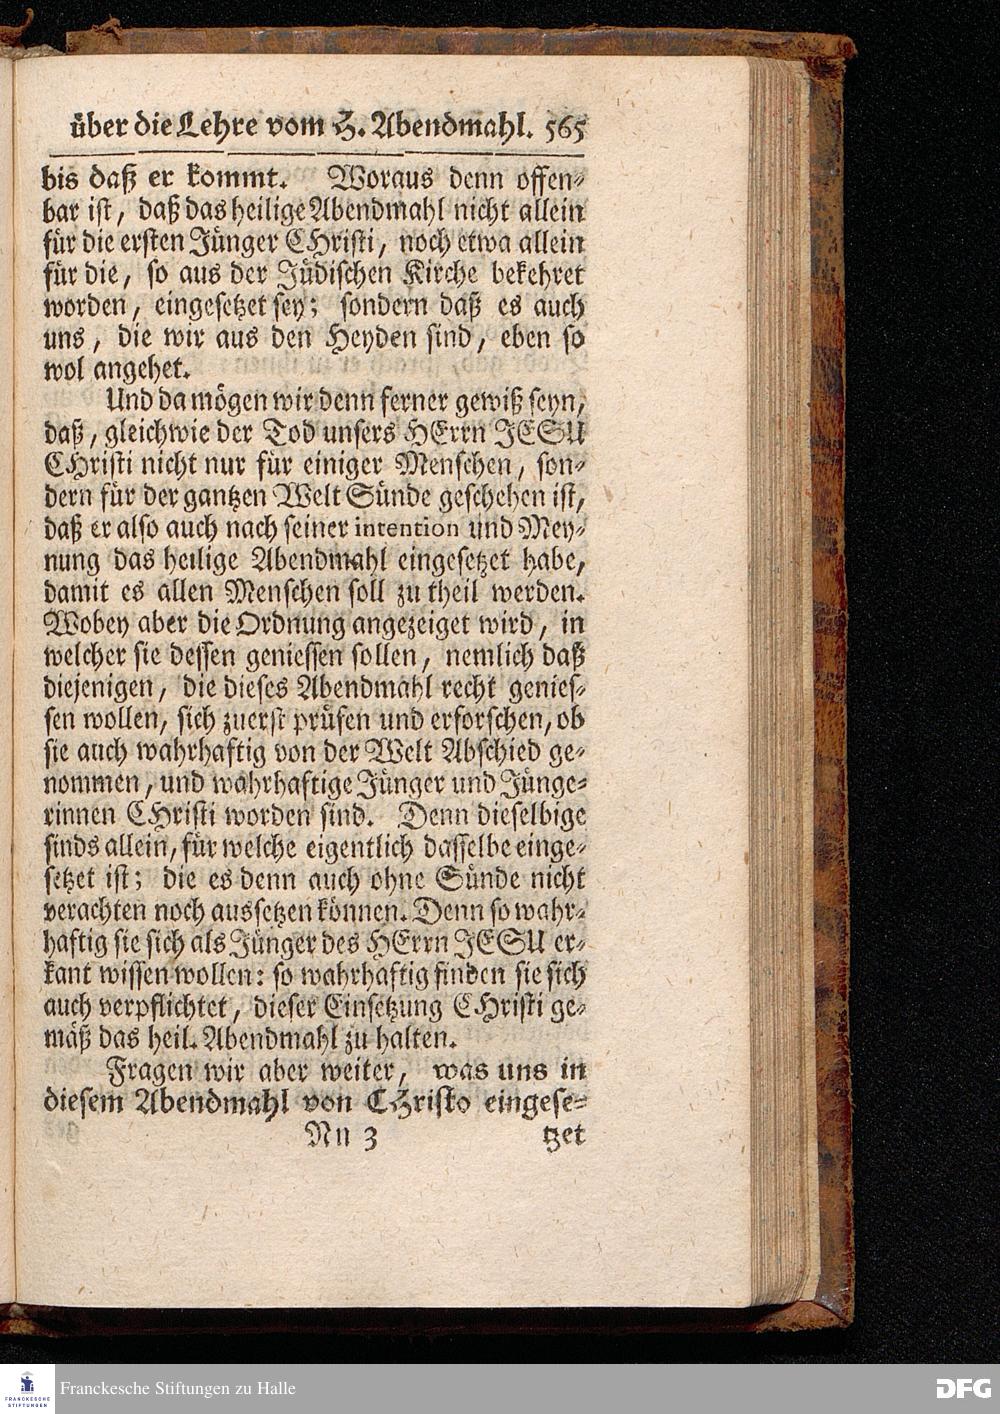 über die Lehre vom H. Abendmahl. 565
bis daß er kommt. Woraus denn offen-
bar ist, daß das heilige Abendmahl nicht allein
für die ersten Jünger CHristi, noch etwa allein
für die, so aus der Jüdischen Kirche bekehret
worden, eingesetzet sey; sondern daß es auch
uns, die wir aus den Heyden sind, eben so
wol angehet.
Und da mögen wir denn ferner gewiß seyn,
daß, gleichwie der Tod unsers HErrn JESU
CHristi nicht nur für einiger Menschen, son-
dern für der gantzen Welt Sünde geschehen ist,
daß er also auch nach seiner intention und Mey-
nung das heilige Abendmahl eingesetzet habe,
damit es allen Menschen soll zu theil werden.
Wobey aber die Ordnung angezeiget wird, in
welcher sie dessen geniessen sollen, nemlich daß
diejenigen, die dieses Abendmahl recht genies-
sen wollen, sich zuerst prüfen und erforschen, ob
sie auch wahrhaftig von der Welt Abschied ge-
nommen, und wahrhaftige Jünger und Jünge-
rinnen CHristi worden sind. Denn dieselbige
sinds allein, für welche eigentlich dasselbe einge-
setzet ist; die es denn auch ohne Sünde nicht
verachten noch aussetzen können. Denn so wahr-
haftig sie sich als Jünger des HErrn JESU er-
kant wissen wollen: so wahrhaftig finden sie sich
auch verpflichtet, dieser Einsetzung CHristi ge-
mäß das heil. Abendmahl zu halten.
Fragen wir aber weiter, was uns in
diesem Abendmahl von CHristo eingese-
Nn 3 tzet
FRANCKESCHE STIFTUNGEN
Franckesche Stiftungen zu Halle
DFG